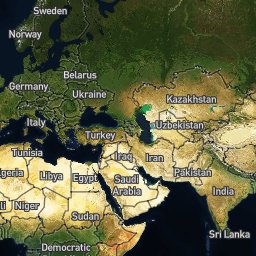 Sweden
Norway
Belarus
Germany
Ukraine
Kazakhstan
Italy
Uzbekistan
Turkey
Tunisia
Iraq
Iran
geria
Libya
Egypt
Saudi
Arabia
Pakistan
India
li
Niger
Sudan
Sri Lanka
Democratic